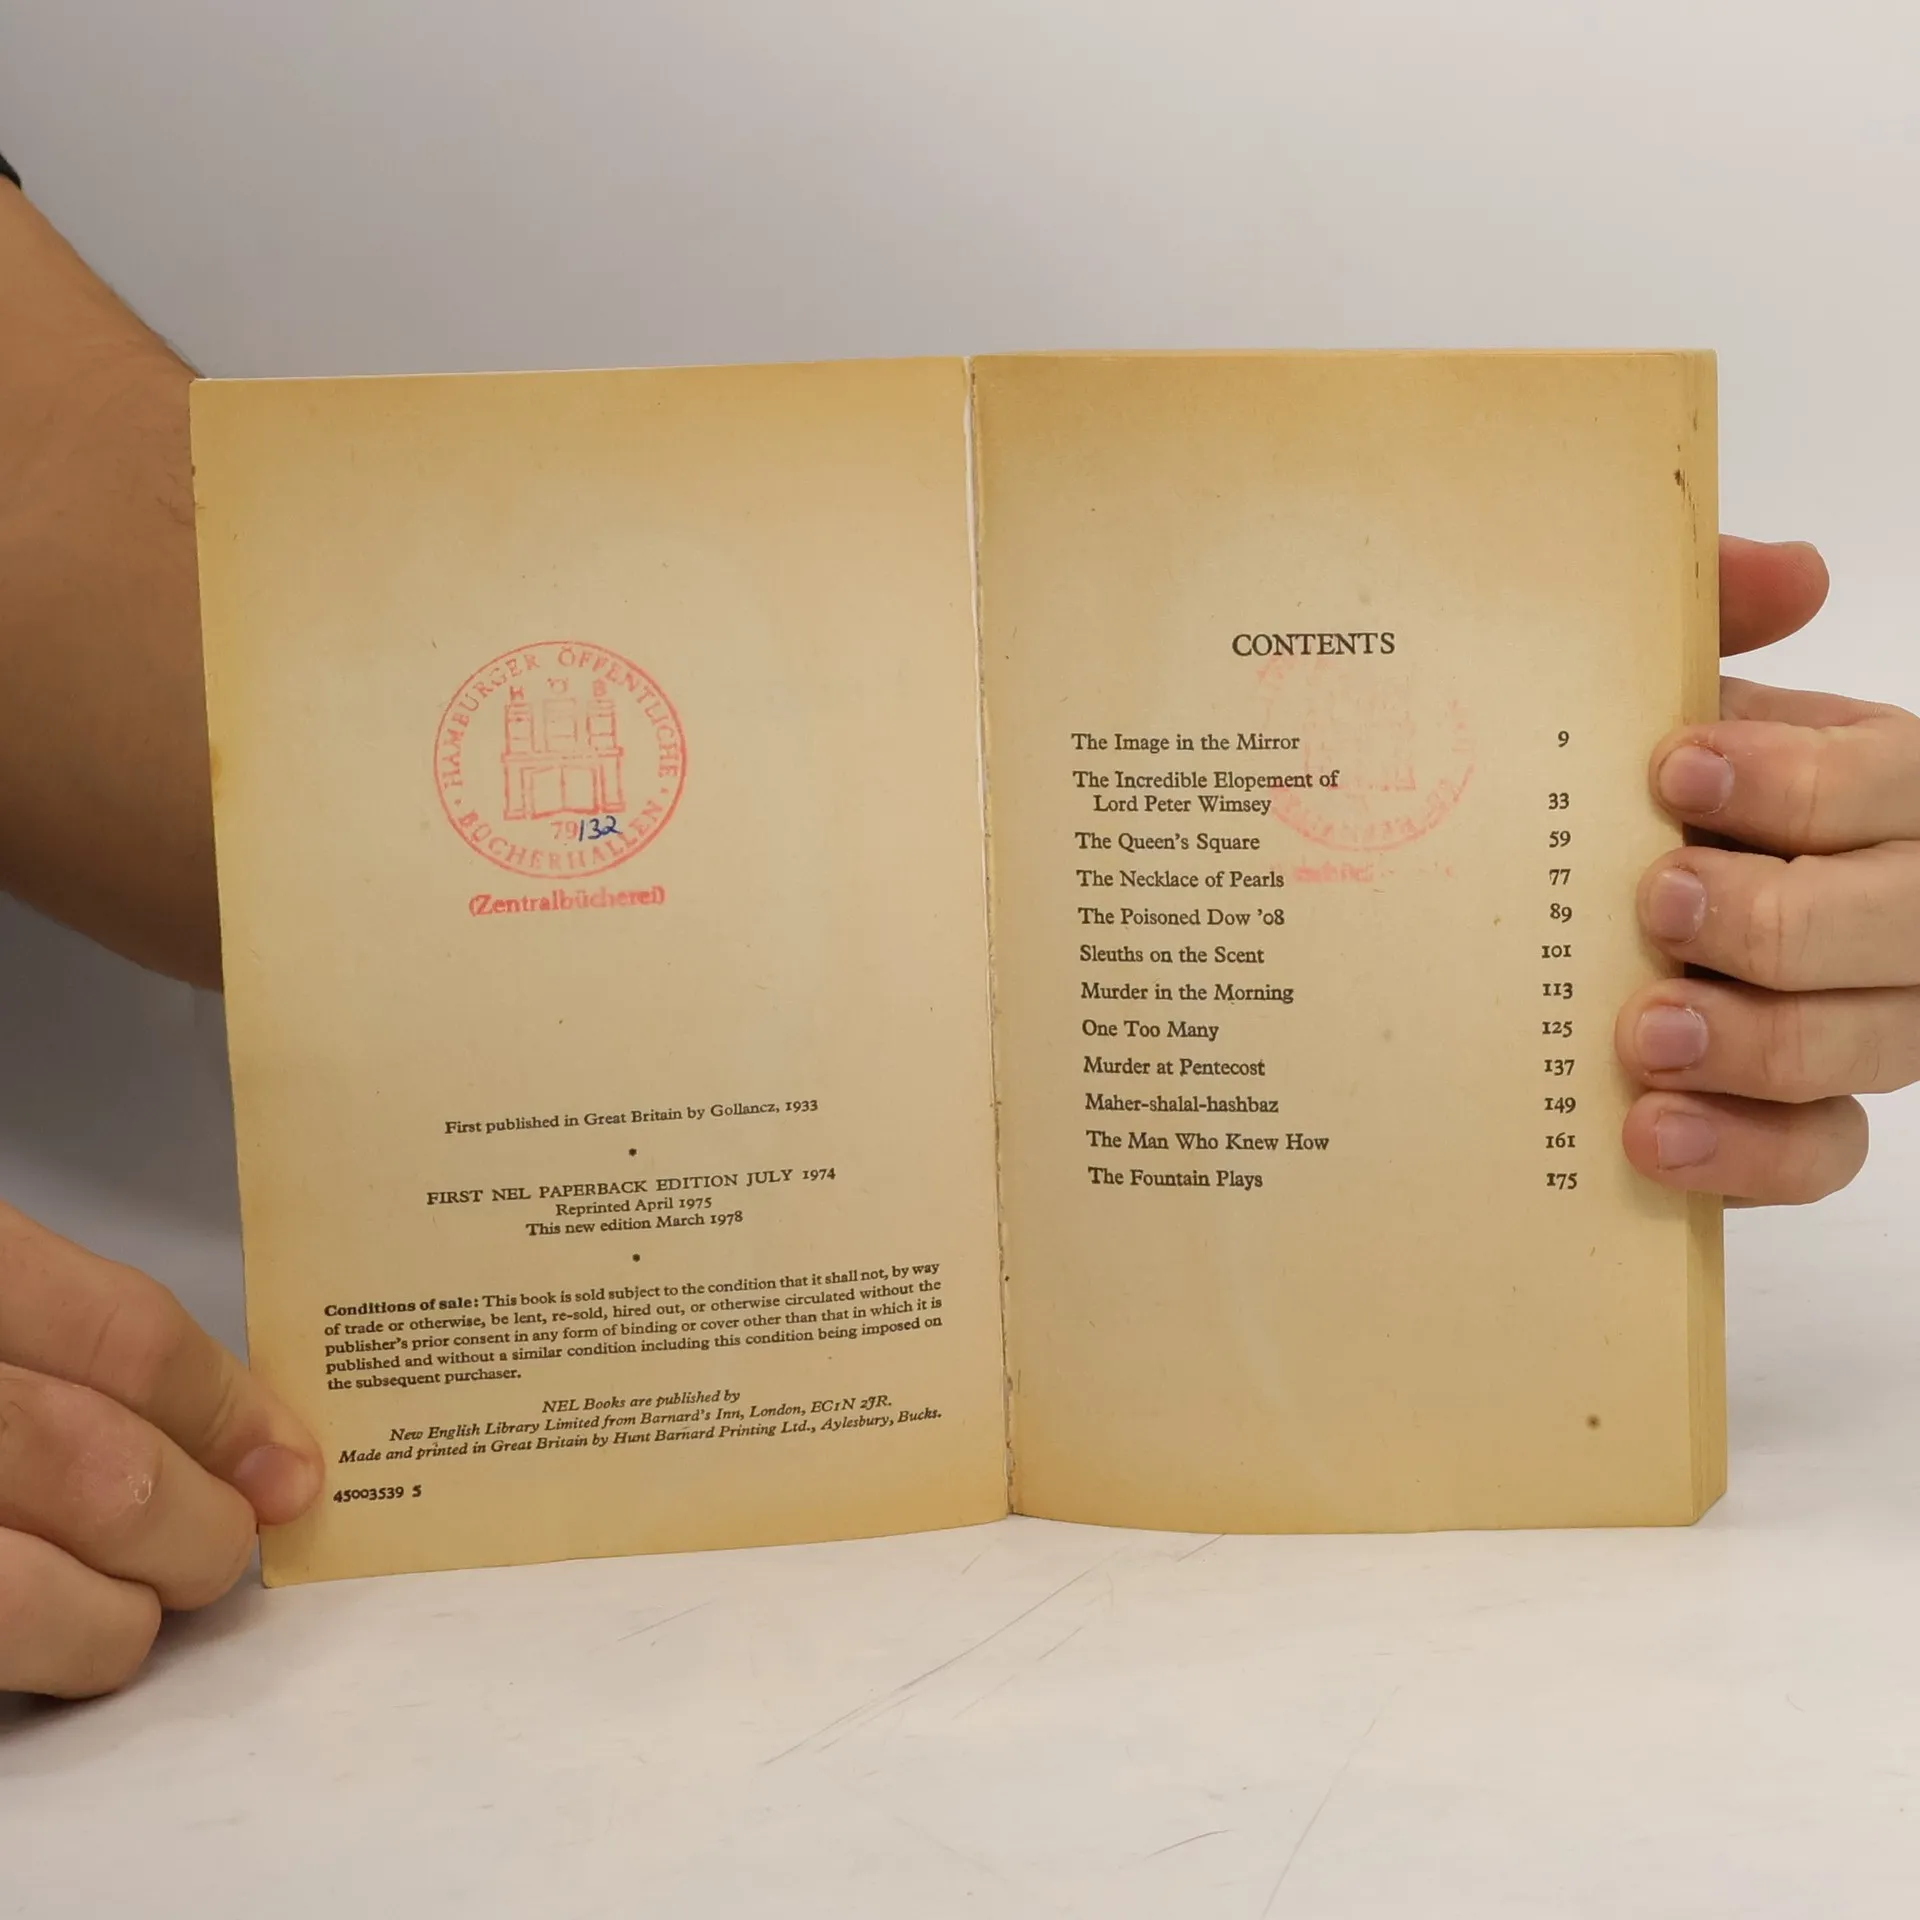 HAMBURGER ÖFFENTLICHE
H Ö B
79/32
BÜCHERHALLEN
(Zentralbücherei)
First published in Great Britain by Gollancz, 1933
•
FIRST NEL PAPERBACK EDITION JULY 1974
Reprinted April 1975
This new edition March 1978
•
Conditions of sale: This book is sold subject to the condition that it shall not, by way
of trade or otherwise, be lent, re-sold, hired out, or otherwise circulated without the
publisher's prior consent in any form of binding or cover other than that in which it is
published and without a similar condition including this condition being imposed on
the subsequent purchaser.
NEL Books are published by
New English Library Limited from Barnard's Inn, London, EC1N 2JR.
Made and printed in Great Britain by Hunt Barnard Printing Ltd., Aylesbury, Bucks.
45003539 5
CONTENTS
The Image in the Mirror 9
The Incredible Elopement of
Lord Peter Wimsey 33
The Queen's Square 59
The Necklace of Pearls 77
The Poisoned Dow '08 89
Sleuths on the Scent 101
Murder in the Morning 113
One Too Many 125
Murder at Pentecost 137
Maher-shalal-hashbaz 149
The Man Who Knew How 161
The Fountain Plays 175